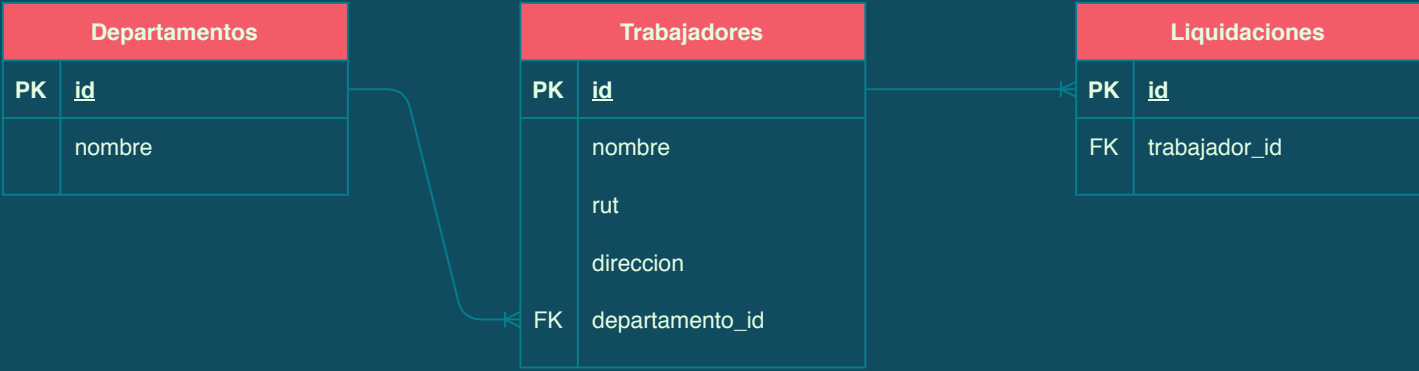 Departamentos
PK id
nombre
Trabajadores
PK id
nombre
rut
direccion
FK departamento_id
Liquidaciones
PK id
FK trabajador_id